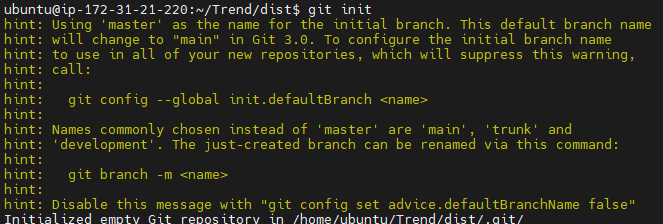 ubuntu@ip-172-31-21-220:~/Trend/dist$ git init
hint: Using 'master' as the name for the initial branch. This default branch name
hint: will change to "main" in Git 3.0. To configure the initial branch name
hint: to use in all of your new repositories, which will suppress this warning,
hint: call:
hint:
hint:   git config --global init.defaultBranch <name>
hint:
hint: Names commonly chosen instead of 'master' are 'main', 'trunk' and
hint: 'development'. The just-created branch can be renamed via this command:
hint:
hint:   git branch -m <name>
hint:
hint: Disable this message with "git config set advice.defaultBranchName false"
Initialized empty Git repository in /home/ubuntu/Trend/dist/.git/